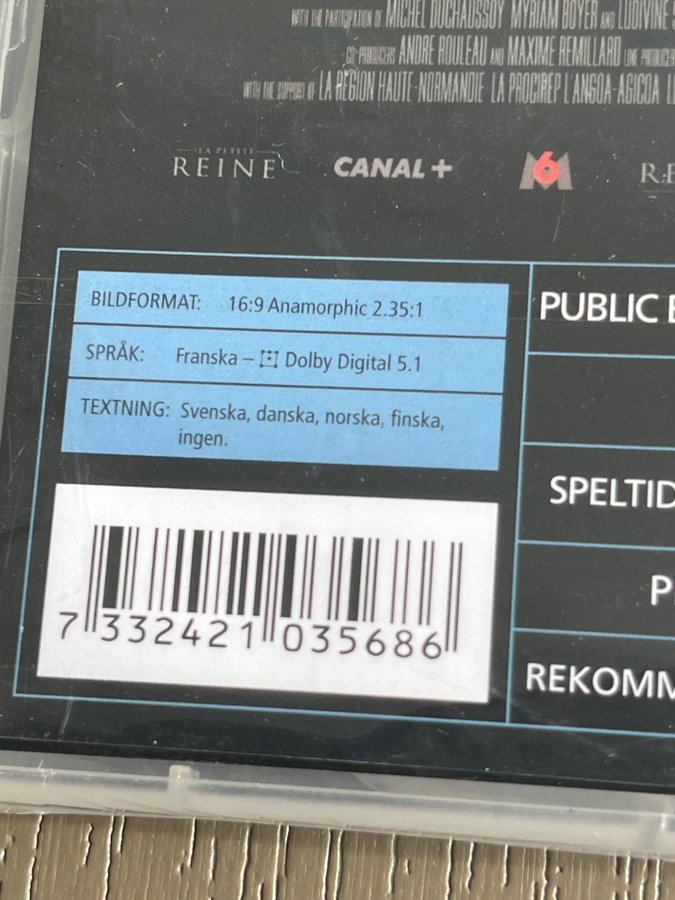 WITH THE PARTICIPATION OF MICHEL DUCHAUSSOY MYRIAM BOYER AND LUDIVINE
CO-PRODUCERS ANDRE ROULEAU AND MAXIME REMILLARD LINE
WITH THE SUPPORT OF LA RÉGION HAUTE-NORMANDIE LA PROCIREP L'ANGOA-AGICOA
LA PETITE
REINE
CANAL+
M6
BILDFORMAT: 16:9 Anamorphic 2.35:1
SPRÅK: Franska – Dolby Digital 5.1
TEXTNING: Svenska, danska, norska, finska,
ingen.
PUBLIC
SPELTID
P
REKOMM
7 332421 035686